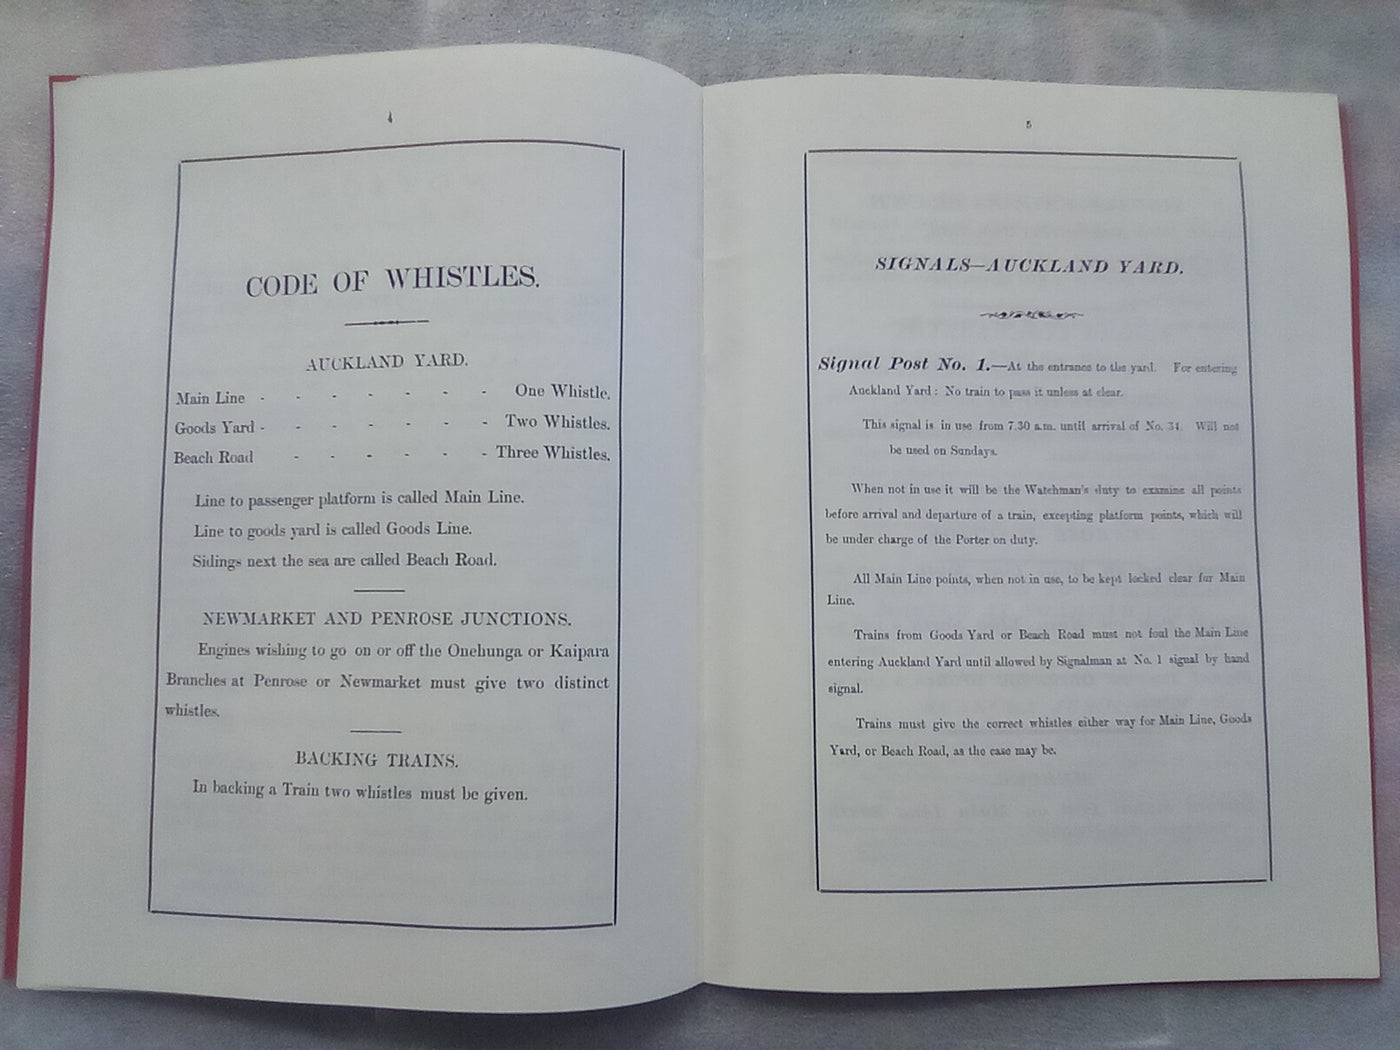 4
CODE OF WHISTLES.
AUCKLAND YARD.
Main Line - - - - - - - One Whistle.
Goods Yard - - - - - - - Two Whistles.
Beach Road - - - - - - Three Whistles.
Line to passenger platform is called Main Line.
Line to goods yard is called Goods Line.
Sidings next the sea are called Beach Road.
NEWMARKET AND PENROSE JUNCTIONS.
Engines wishing to go on or off the Onehunga or Kaipara
Branches at Penrose or Newmarket must give two distinct
whistles.
BACKING TRAINS.
In backing a Train two whistles must be given.
5
SIGNALS—AUCKLAND YARD.
Signal Post No. 1.—At the entrance to the yard. For entering
Auckland Yard: No train to pass it unless at clear.
This signal is in use from 7.30 a.m. until arrival of No. 34. Will not
be used on Sundays.
When not in use it will be the Watchman's duty to examine all points
before arrival and departure of a train, excepting platform points, which will
be under charge of the Porter on duty.
All Main Line points, when not in use, to be kept locked clear for Main
Line.
Trains from Goods Yard or Beach Road must not foul the Main Line
entering Auckland Yard until allowed by Signalman at No. 1 signal by hand
signal.
Trains must give the correct whistles either way for Main Line, Goods
Yard, or Beach Road, as the case may be.